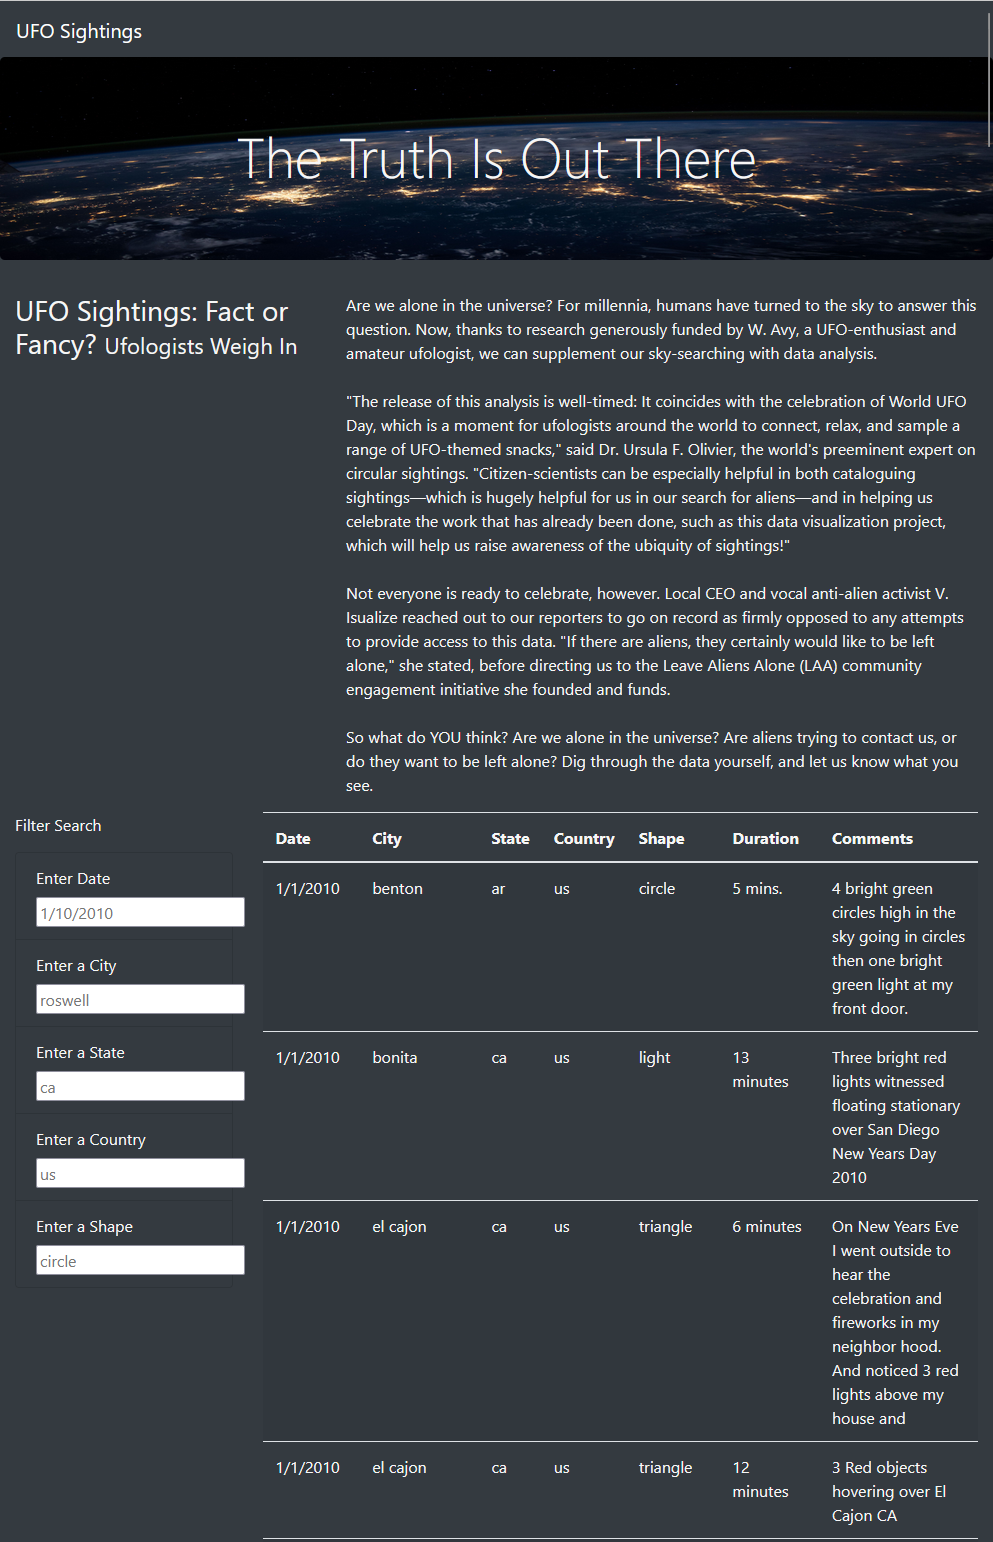 UFO Sightings
The Truth Is Out There
UFO Sightings: Fact or
Fancy? Ufologists Weigh In
Are we alone in the universe? For millennia, humans have turned to the sky to answer this
question. Now, thanks to research generously funded by W. Avy, a UFO-enthusiast and
amateur ufologist, we can supplement our sky-searching with data analysis.
"The release of this analysis is well-timed: It coincides with the celebration of World UFO
Day, which is a moment for ufologists around the world to connect, relax, and sample a
range of UFO-themed snacks," said Dr. Ursula F. Olivier, the world's preeminent expert on
circular sightings. "Citizen-scientists can be especially helpful in both cataloguing
sightings—which is hugely helpful for us in our search for aliens—and in helping us
celebrate the work that has already been done, such as this data visualization project,
which will help us raise awareness of the ubiquity of sightings!"
Not everyone is ready to celebrate, however. Local CEO and vocal anti-alien activist V.
Isualize reached out to our reporters to go on record as firmly opposed to any attempts
to provide access to this data. "If there are aliens, they certainly would like to be left
alone," she stated, before directing us to the Leave Aliens Alone (LAA) community
engagement initiative she founded and funds.
So what do YOU think? Are we alone in the universe? Are aliens trying to contact us, or
do they want to be left alone? Dig through the data yourself, and let us know what you
see.
Filter Search
Enter Date
1/10/2010
Enter a City
roswell
Enter a State
ca
Enter a Country
us
Enter a Shape
circle
Date City State Country Shape Duration Comments
1/1/2010 benton ar us circle 5 mins. 4 bright green
circles high in the
sky going in circles
then one bright
green light at my
front door.
1/1/2010 bonita ca us light 13 Three bright red
minutes lights witnessed
floating stationary
over San Diego
New Years Day
2010
1/1/2010 el cajon ca us triangle 6 minutes On New Years Eve
I went outside to
hear the
celebration and
fireworks in my
neighbor hood.
And noticed 3 red
lights above my
house and
1/1/2010 el cajon ca us triangle 12 3 Red objects
minutes hovering over El
Cajon CA